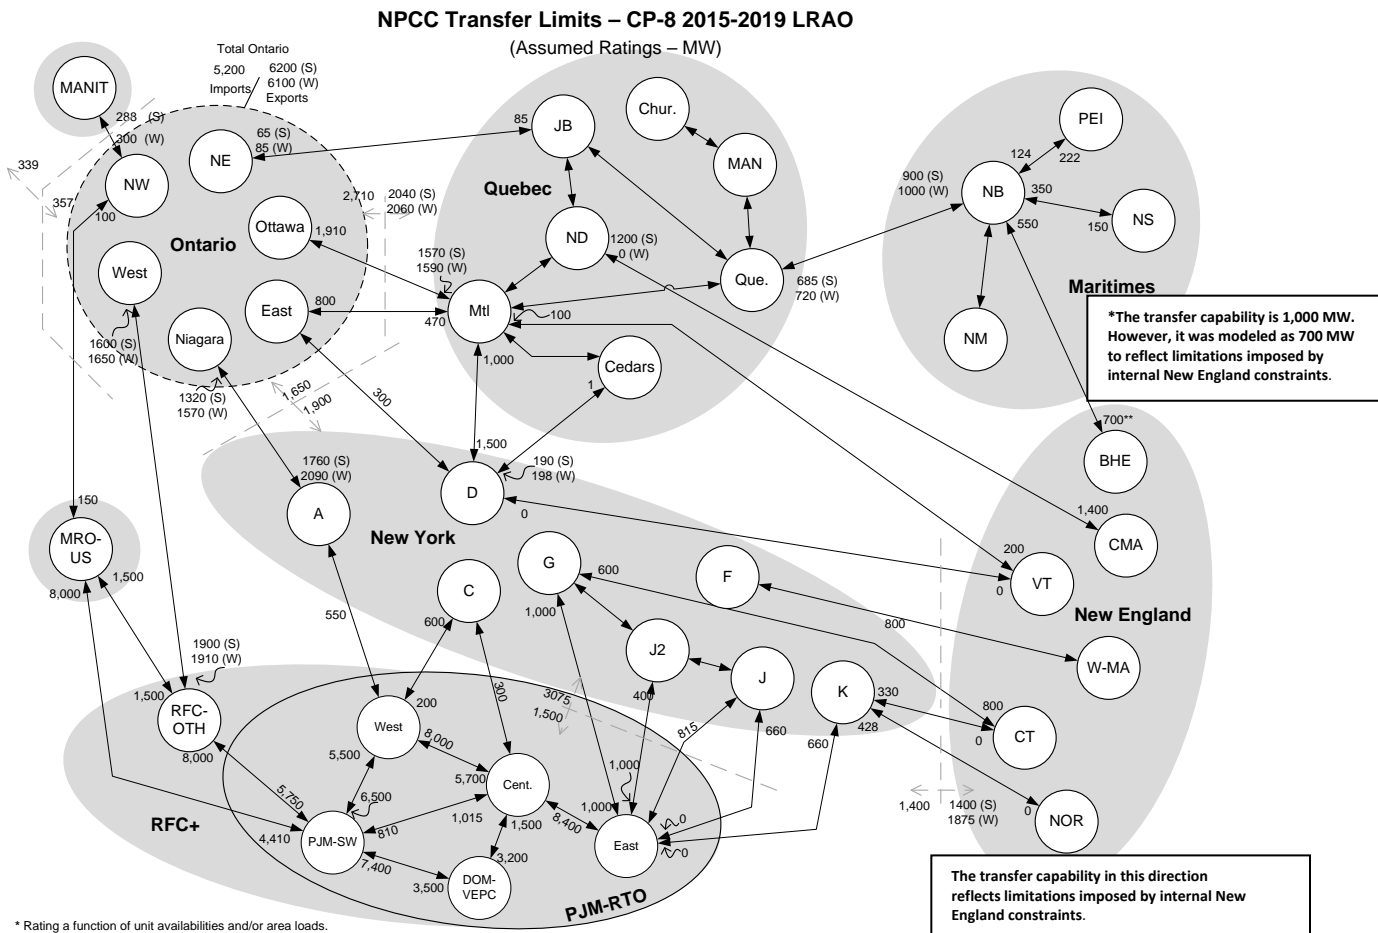 NPCC Transfer Limits – CP-8 2015-2019 LRAO
(Assumed Ratings – MW)
Total Ontario
5,200
Imports
6200 (S)
6100 (W)
Exports
MANIT
288 (S)
300 (W)
339
357
NW
100
NE
65 (S)
85 (W)
85
JB
Chur.
MAN
Quebec
PEI
124
222
900 (S)
1000 (W)
NB
350
550
NS
150
2,710
2040 (S)
2060 (W)
Ottawa
1,910
Ontario
West
ND
1200 (S)
0 (W)
1570 (S)
1590 (W)
Que.
685 (S)
720 (W)
Maritimes
East
800
Mtl
470
100
1,000
Niagara
1600 (S)
1650 (W)
NM
*The transfer capability is 1,000 MW.
However, it was modeled as 700 MW
to reflect limitations imposed by
internal New England constraints.
Cedars
1
1320 (S)
1570 (W)
1,650
1,900
300
700**
BHE
1,500
1760 (S)
2090 (W)
190 (S)
198 (W)
D
0
A
New York
150
MRO-
US
1,500
8,000
1,400
CMA
200
VT
0
New England
G
600
1,000
F
C
600
550
800
W-MA
J2
400
J
K
330
428
800
0
CT
1900 (S)
1910 (W)
1,500
RFC-
OTH
8,000
200
West
300
3075
1,500
815
660
660
8,000
5,500
5,700
Cent.
1,000
1,000
5,750
6,500
1,015
1,500
8,400
810
RFC+
4,410
PJM-SW
7,400
3,200
3,500
DOM-
VEPC
East
0
0
PJM-RTO
1,400
1400 (S)
1875 (W)
0
NOR
The transfer capability in this direction
reflects limitations imposed by internal New
England constraints.
* Rating a function of unit availabilities and/or area loads.